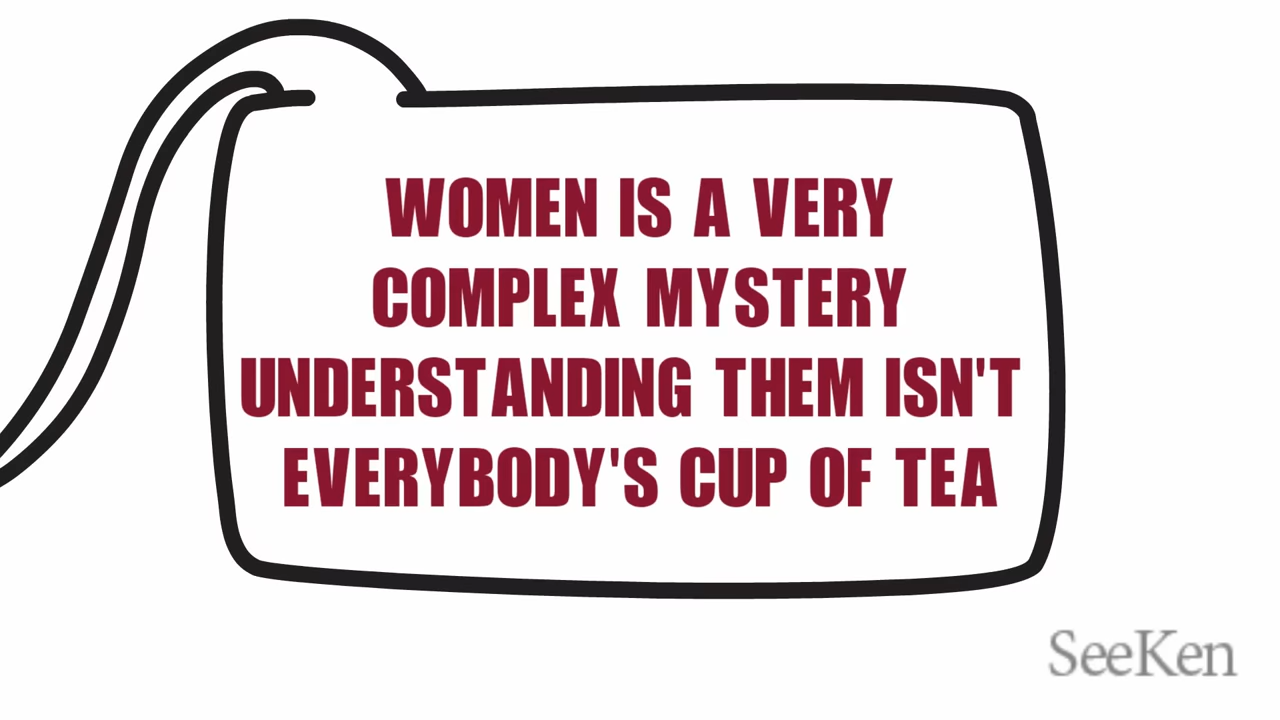 WOMEN IS A VERY
COMPLEX MYSTERY
UNDERSTANDING THEM ISN'T
EVERYBODY'S CUP OF TEA
SeeKen